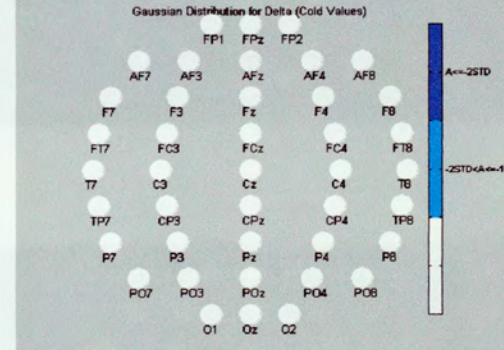 Gaussian Distribution for Delta (Cold Values)
FP1 FPz FP2
AF7 AF3 AFz AF4 AF8
A<=-2STD
F7 F3 Fz F4 F8
FT7 FC3 FCz FC4 FT8
T7 C3 Cz C4 T8
-2STD<A<=-1
TP7 CP3 CPz CP4 TP8
P7 P3 Pz P4 P8
PO7 PO3 POz PO4 PO8
O1 Oz O2